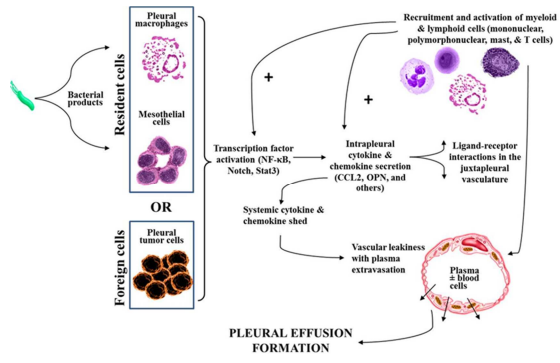 Bacterial
products
Resident cells
Pleural
macrophages
Mesothelial
cells
OR
Foreign cells
Pleural
tumor cells
Transcription factor
activation (NF-κB,
Notch, Stat3)
+
+
Intrapleural
cytokine &
chemokine secretion
(CCL2, OPN, and
others)
Recruitment and activation of myeloid
& lymphoid cells (mononuclear,
polymorphonuclear, mast, & T cells)
Ligand-receptor
interactions in the
juxtapleural
vasculature
Systemic cytokine &
chemokine shed
Vascular leakiness
with plasma
extravasation
Plasma
± blood
cells
PLEURAL EFFUSION
FORMATION